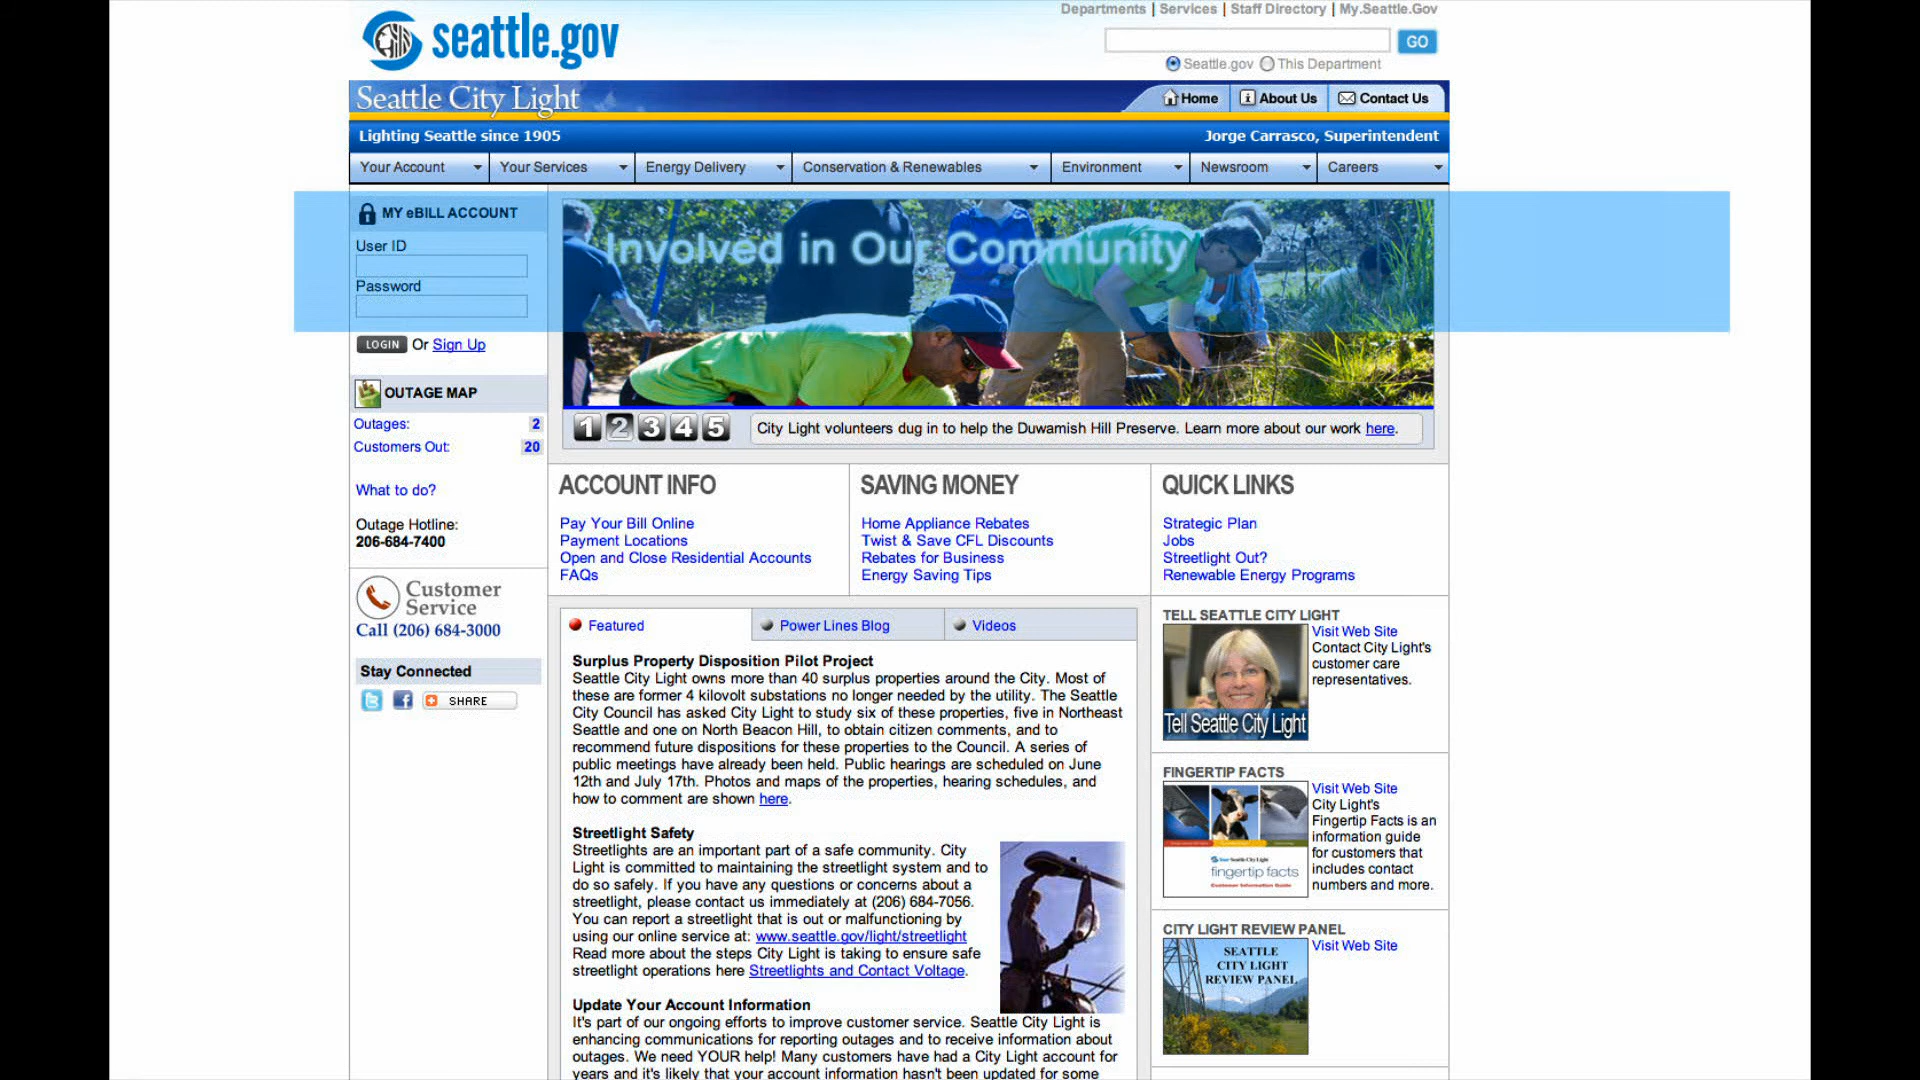 Departments | Services | Staff Directory | My.Seattle.Gov
seattle.gov
GO
Seattle.gov This Department
Seattle City Light
Home
About Us
Contact Us
Lighting Seattle since 1905
Jorge Carrasco, Superintendent
Your Account
Your Services
Energy Delivery
Conservation & Renewables
Environment
Newsroom
Careers
MY eBILL ACCOUNT
User ID
Password
LOGIN Or Sign Up
OUTAGE MAP
Outages: 2
Customers Out: 20
What to do?
Outage Hotline:
206-684-7400
Customer
Service
Call (206) 684-3000
Stay Connected
SHARE
Involved in Our Community
1 2 3 4 5
City Light volunteers dug in to help the Duwamish Hill Preserve. Learn more about our work here.
ACCOUNT INFO
Pay Your Bill Online
Payment Locations
Open and Close Residential Accounts
FAQs
SAVING MONEY
Home Appliance Rebates
Twist & Save CFL Discounts
Rebates for Business
Energy Saving Tips
QUICK LINKS
Strategic Plan
Jobs
Streetlight Out?
Renewable Energy Programs
Featured
Power Lines Blog
Videos
Surplus Property Disposition Pilot Project
Seattle City Light owns more than 40 surplus properties around the City. Most of
these are former 4 kilovolt substations no longer needed by the utility. The Seattle
City Council has asked City Light to study six of these properties, five in Northeast
Seattle and one on North Beacon Hill, to obtain citizen comments, and to
recommend future dispositions for these properties to the Council. A series of
public meetings have already been held. Public hearings are scheduled on June
12th and July 17th. Photos and maps of the properties, hearing schedules, and
how to comment are shown here.
Streetlight Safety
Streetlights are an important part of a safe community. City
Light is committed to maintaining the streetlight system and to
do so safely. If you have any questions or concerns about a
streetlight, please contact us immediately at (206) 684-7056.
You can report a streetlight that is out or malfunctioning by
using our online service at: www.seattle.gov/light/streetlight
Read more about the steps City Light is taking to ensure safe
streetlight operations here Streetlights and Contact Voltage.
Update Your Account Information
It's part of our ongoing efforts to improve customer service. Seattle City Light is
enhancing communications for reporting outages and to receive information about
outages. We need YOUR help! Many customers have had a City Light account for
years and it's likely that your account information hasn't been updated for some
TELL SEATTLE CITY LIGHT
Tell Seattle City Light
Visit Web Site
Contact City Light's
customer care
representatives.
FINGERTIP FACTS
Seattle City Light
fingertip facts
Customer Information Guide
Visit Web Site
City Light's
Fingertip Facts is an
information guide
for customers that
includes contact
numbers and more.
CITY LIGHT REVIEW PANEL
SEATTLE
CITY LIGHT
REVIEW PANEL
Visit Web Site